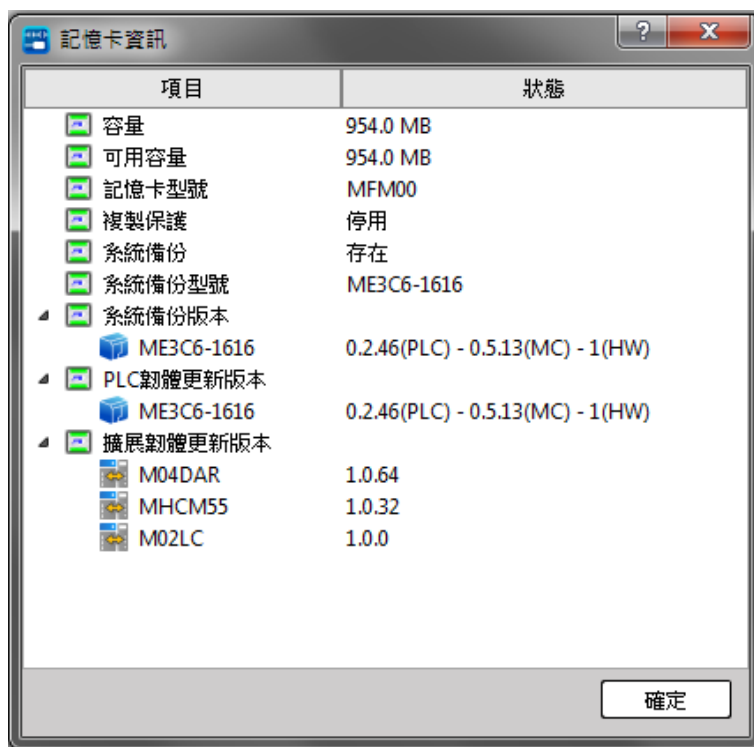 記憶卡資訊
項目 狀態
容量 954.0 MB
可用容量 954.0 MB
記憶卡型號 MFM00
複製保護 停用
系統備份 存在
系統備份型號 ME3C6-1616
系統備份版本
ME3C6-1616 0.2.46(PLC) - 0.5.13(MC) - 1(HW)
PLC韌體更新版本
ME3C6-1616 0.2.46(PLC) - 0.5.13(MC) - 1(HW)
擴展韌體更新版本
M04DAR 1.0.64
MHCM55 1.0.32
M02LC 1.0.0
確定